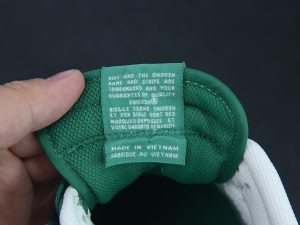 NIKE AND THE SWOOSH
NAME AND STRIPE ARE
TRADEMARKS AND YOUR
GUARANTEE OF QUALITY
SWOOSH®
NIKE LE TERME SWOOSH
ET SON SIGLE SONT DES
MARQUES DEPOSEES ET
VOTRE GARANTIE DE QUALITE
MADE IN VIETNAM
FABRIQUE AU VIETNAM